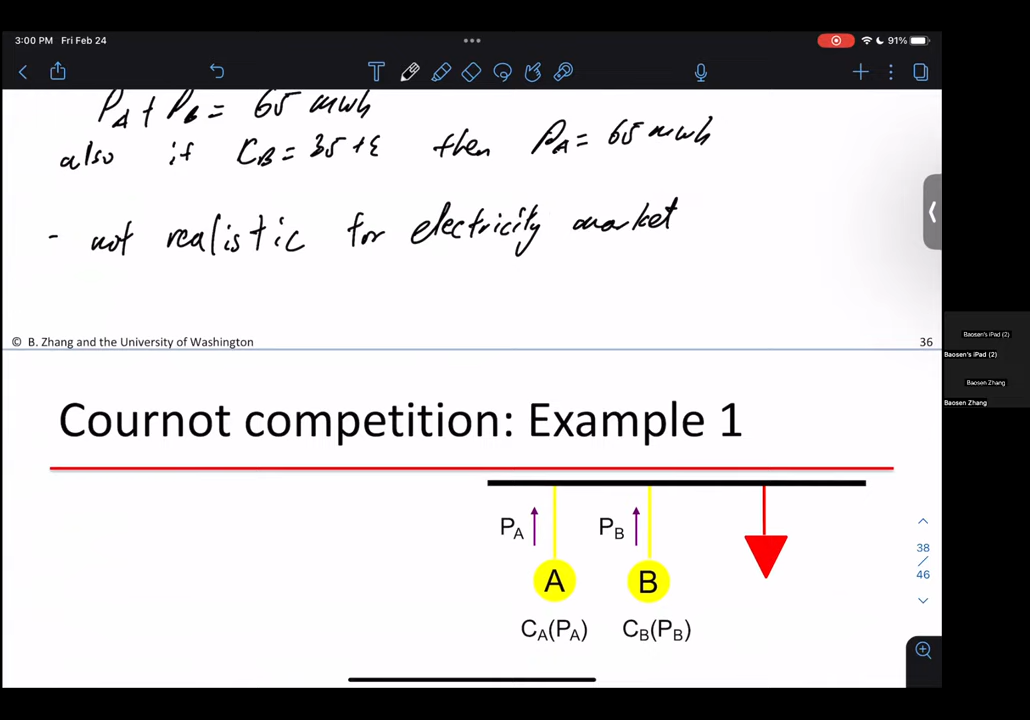 3:00 PM Fri Feb 24
91%
P_A + P_B = 65 mwh
also if C_B = 35+ε then P_A = 65 mwh
- not realistic for electricity market
© B. Zhang and the University of Washington
36
Baosen's iPad (2)
Baosen's iPad (2)
Baosen Zhang
Baosen Zhang
Cournot competition: Example 1
P_A P_B
A B
C_A(P_A) C_B(P_B)
38
/
46